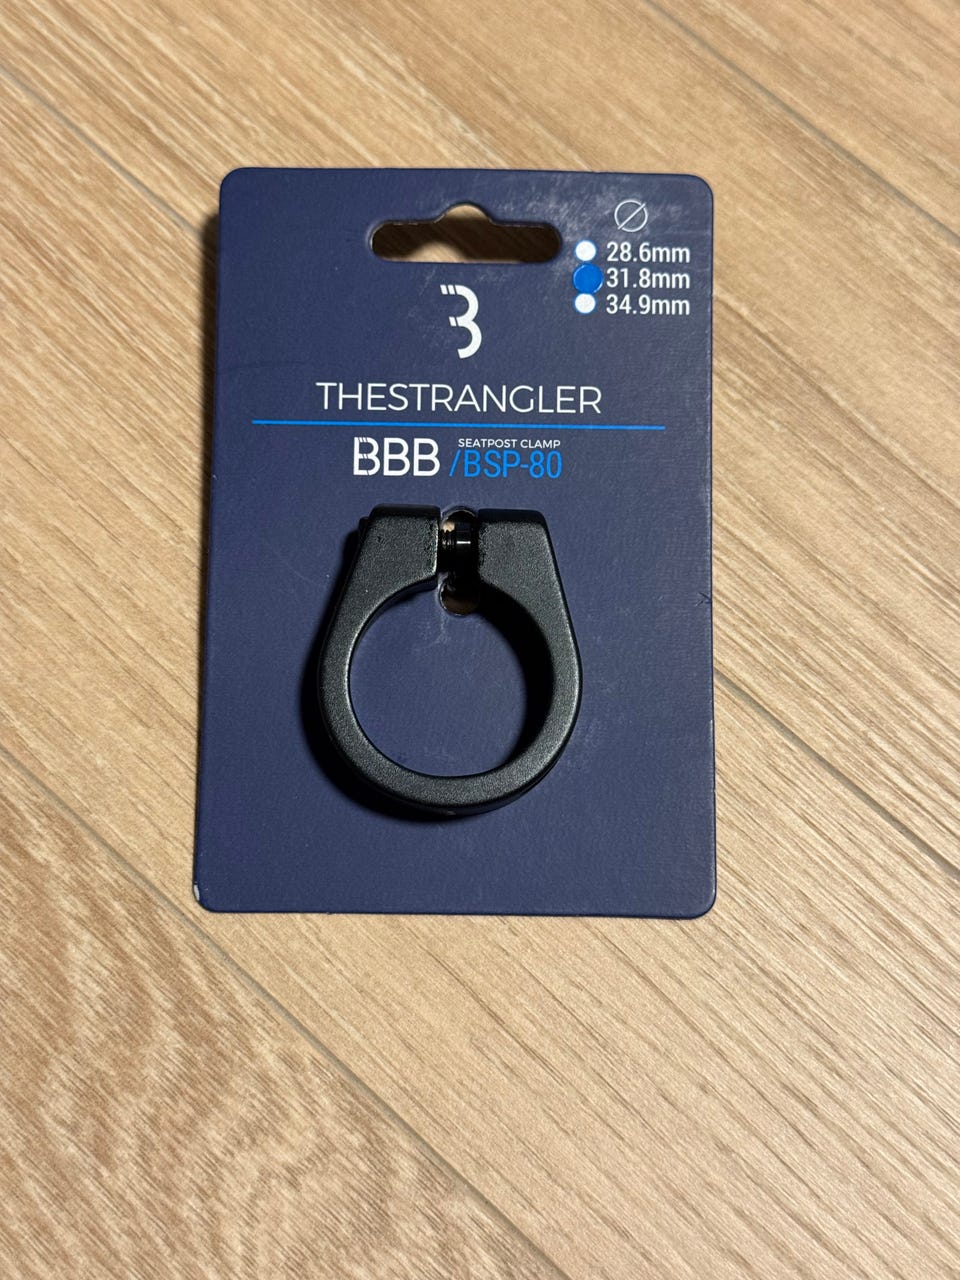 28.6mm
31.8mm
34.9mm
THESTRANGLER
BBB
SEATPOST CLAMP
/BSP-80